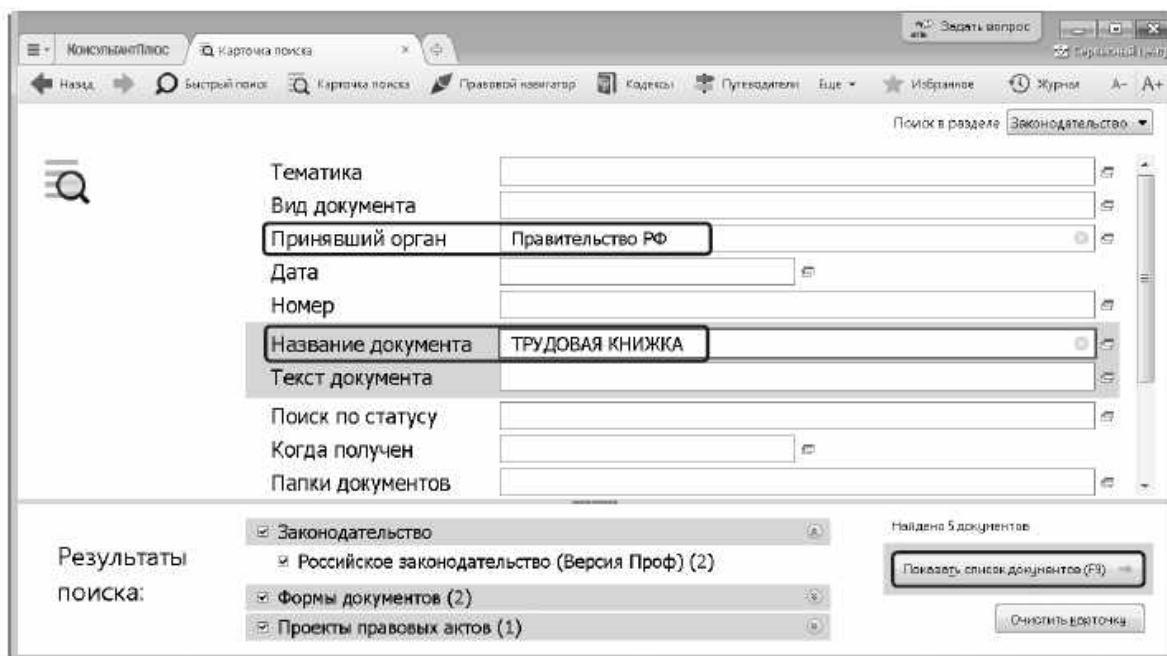 Задать вопрос
КонсультантПлюс Карточка поиска
Назад Быстрый поиск Карточка поиска Правовой навигатор Кодексы Путеводители Еще Избранное Журнал A- A+
Поиск в разделе Законодательство
Тематика
Вид документа
Принявший орган Правительство РФ
Дата
Номер
Название документа ТРУДОВАЯ КНИЖКА
Текст документа
Поиск по статусу
Когда получен
Папки документов
Результаты поиска:
Законодательство
Российское законодательство (Версия Проф) (2)
Формы документов (2)
Проекты правовых актов (1)
Найдено 5 документов
Показать список документов (F9)
Очистить карточку